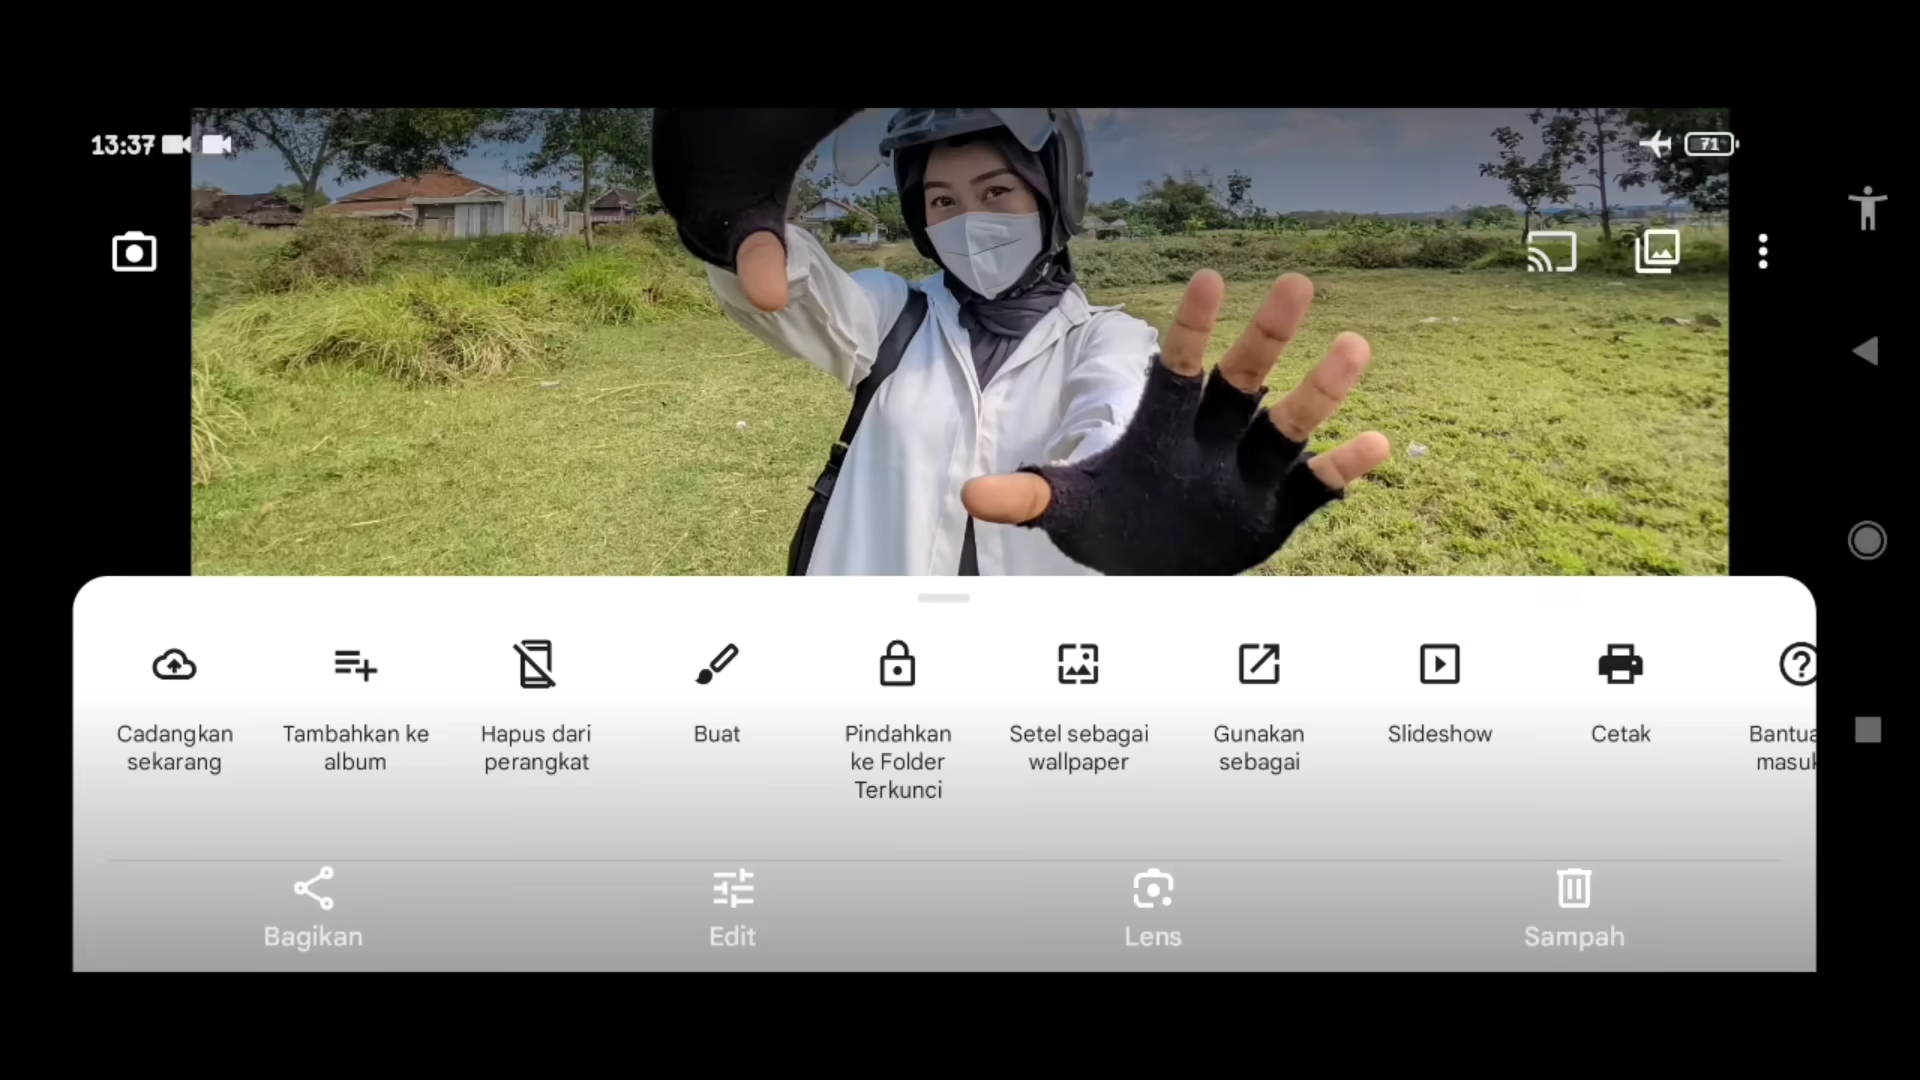 13:37
71
Cadangkan
sekarang
Tambahkan ke
album
Hapus dari
perangkat
Buat
Pindahkan
ke Folder
Terkunci
Setel sebagai
wallpaper
Gunakan
sebagai
Slideshow
Cetak
Bagikan
Edit
Lens
Sampah